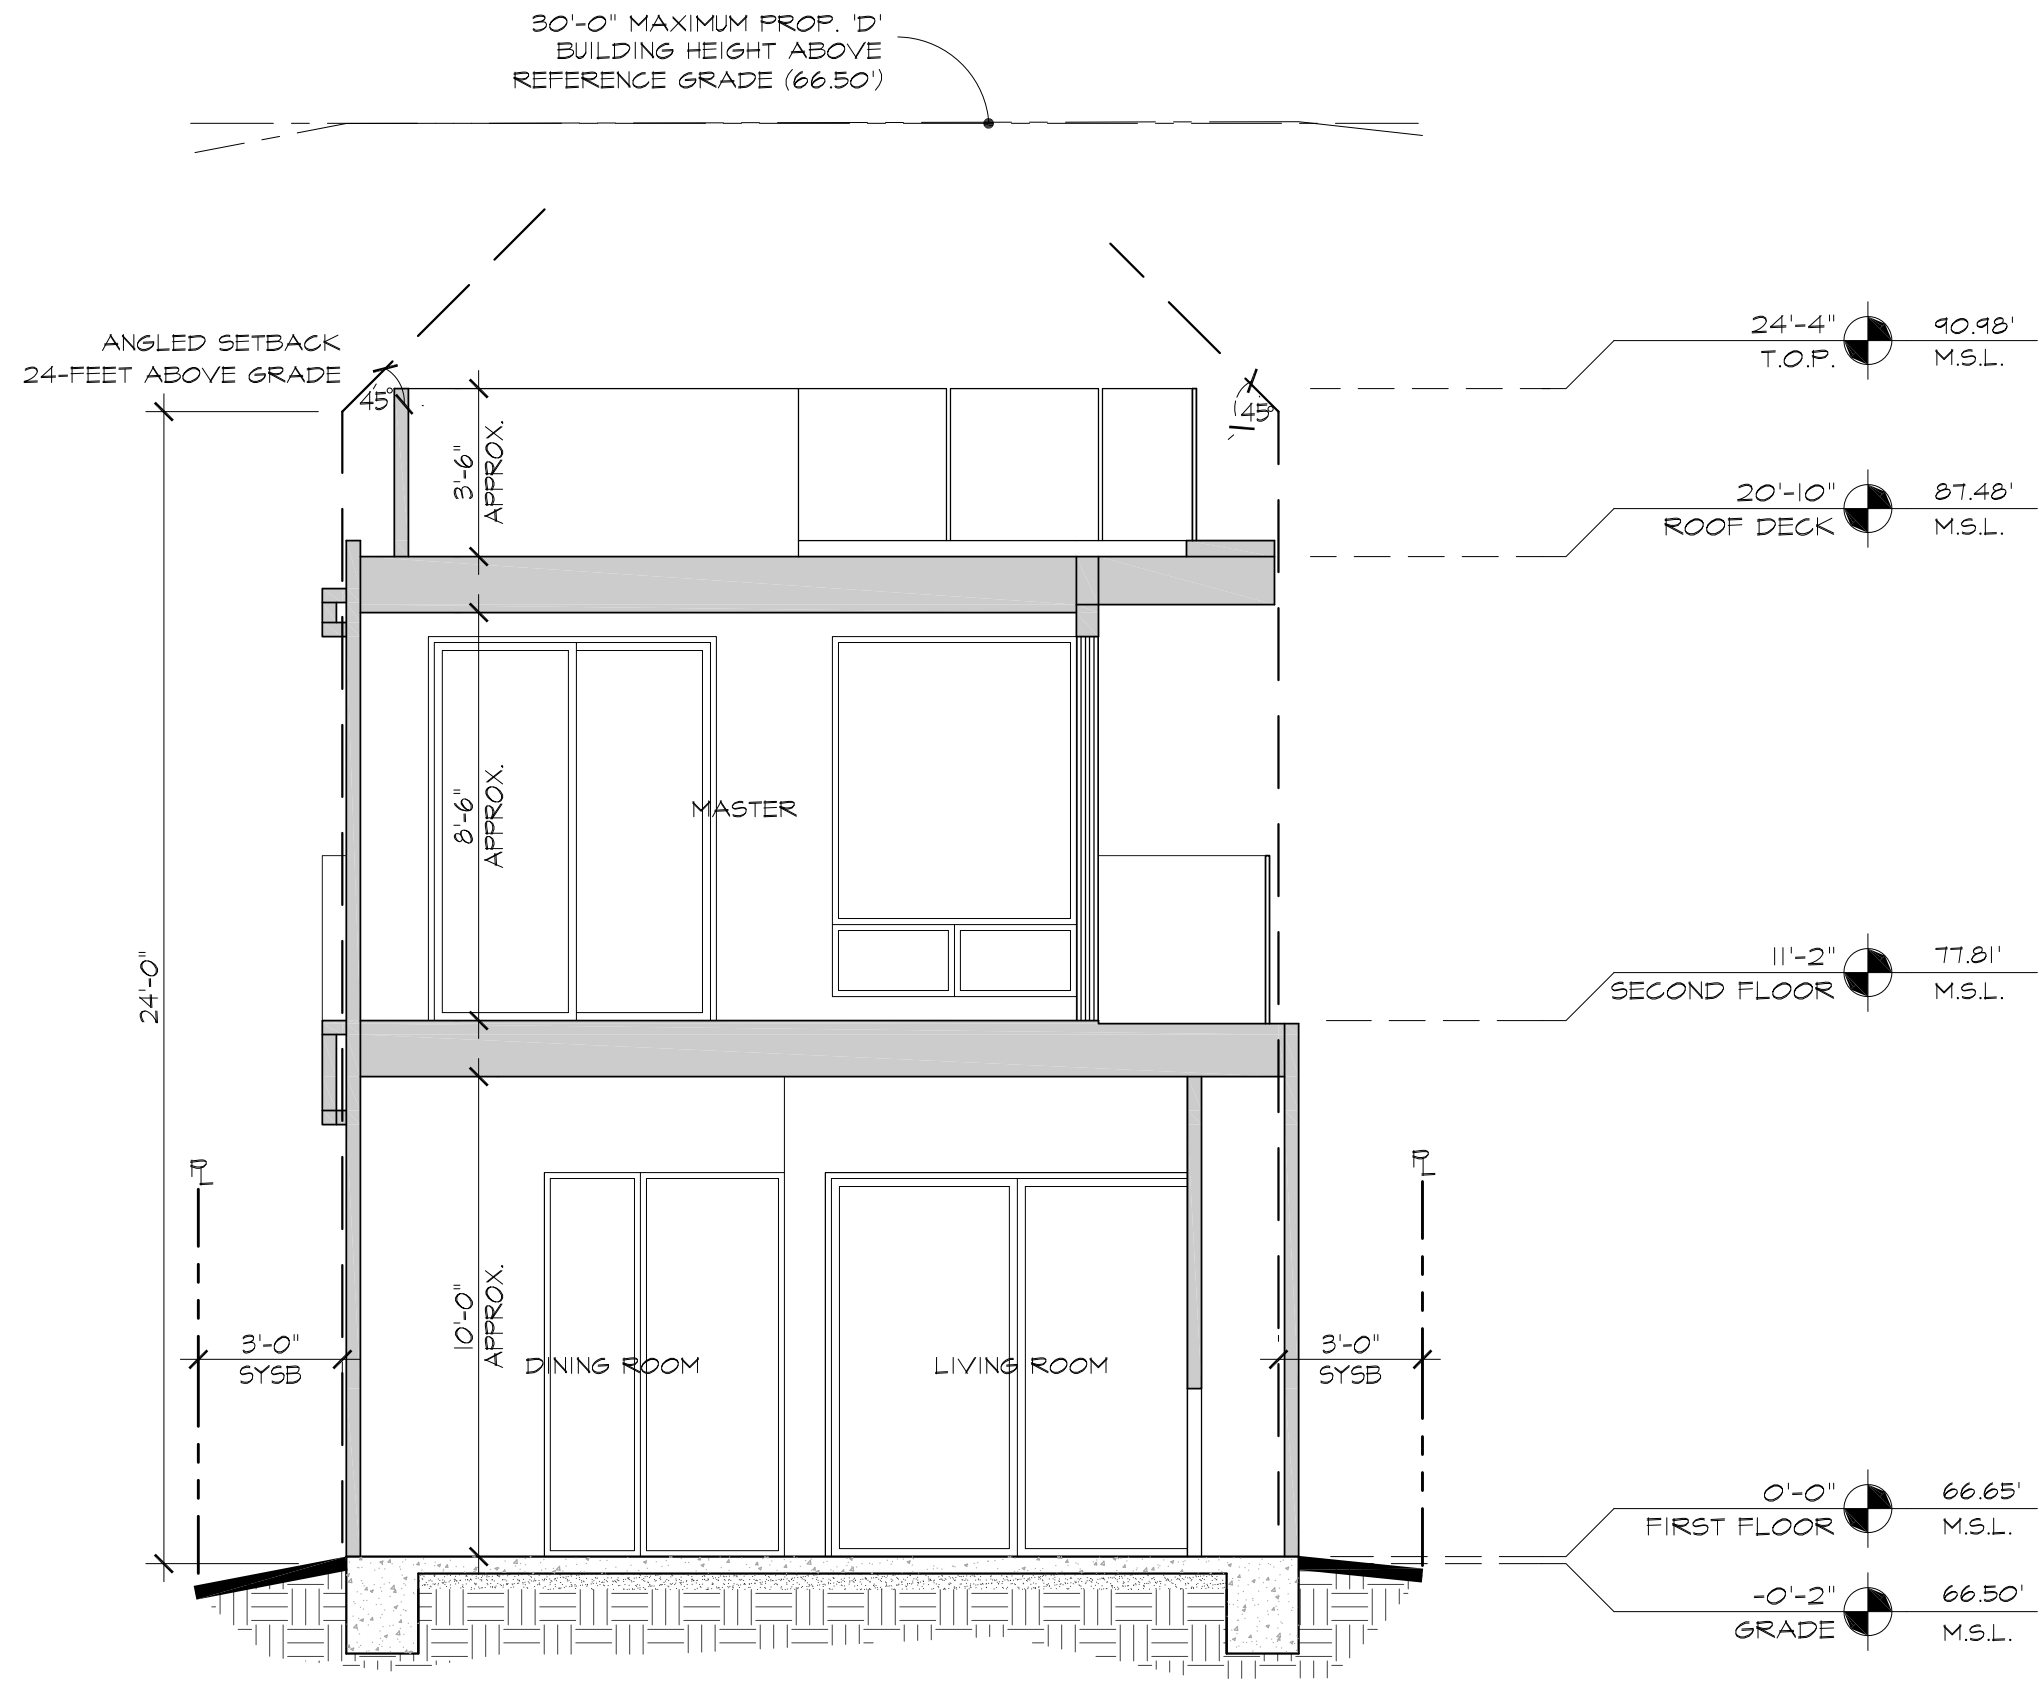 30'-0" MAXIMUM PROP. 'D'
BUILDING HEIGHT ABOVE
REFERENCE GRADE (66.50')
ANGLED SETBACK
24-FEET ABOVE GRADE
45°
45°
24'-4"
T.O.P.
90.98'
M.S.L.
3'-6"
APPROX.
20'-10"
ROOF DECK
87.48'
M.S.L.
8'-6"
APPROX.
MASTER
24'-0"
11'-2"
SECOND FLOOR
77.81'
M.S.L.
PL
PL
3'-0"
SYSB
10'-0"
APPROX.
DINING ROOM
LIVING ROOM
3'-0"
SYSB
0'-0"
FIRST FLOOR
66.65'
M.S.L.
-0'-2"
GRADE
66.50'
M.S.L.